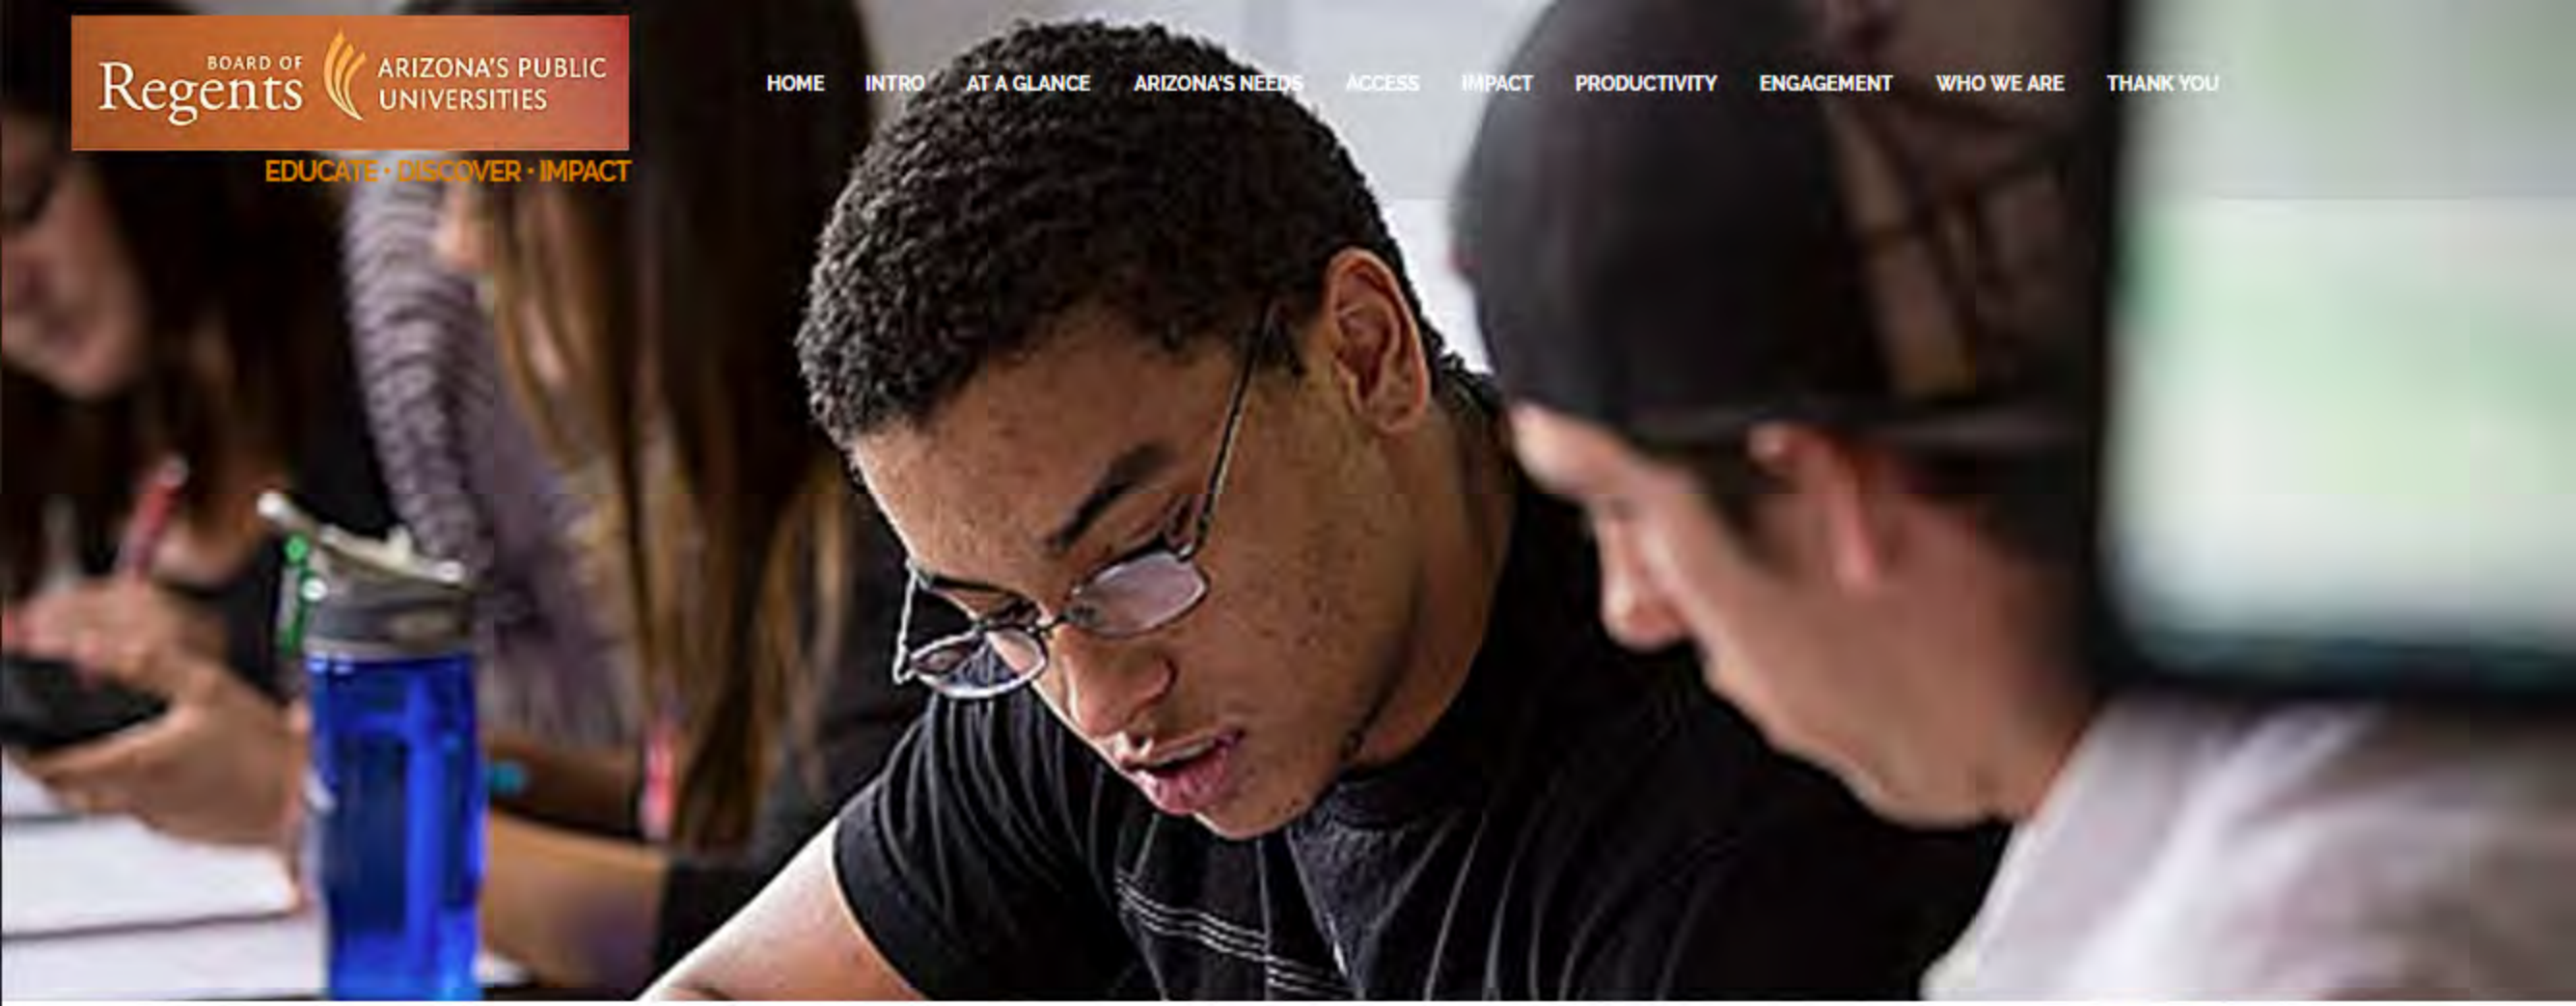 BOARD OF
Regents
ARIZONA'S PUBLIC
UNIVERSITIES
EDUCATE · DISCOVER · IMPACT
HOME INTRO AT A GLANCE ARIZONA'S NEEDS ACCESS IMPACT PRODUCTIVITY ENGAGEMENT WHO WE ARE THANK YOU